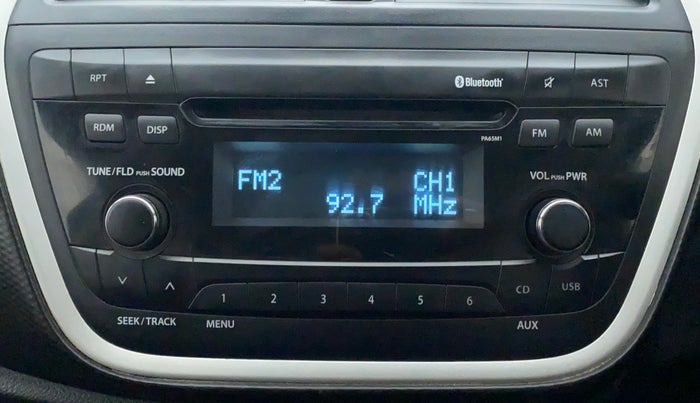 RPT
Bluetooth
AST
RDM
DISP
PA65M1
FM
AM
TUNE/FLD PUSH SOUND
FM2 CH1
92.7 MHz
VOL PUSH PWR
1 2 3 4 5 6
CD
USB
SEEK/TRACK
MENU
AUX